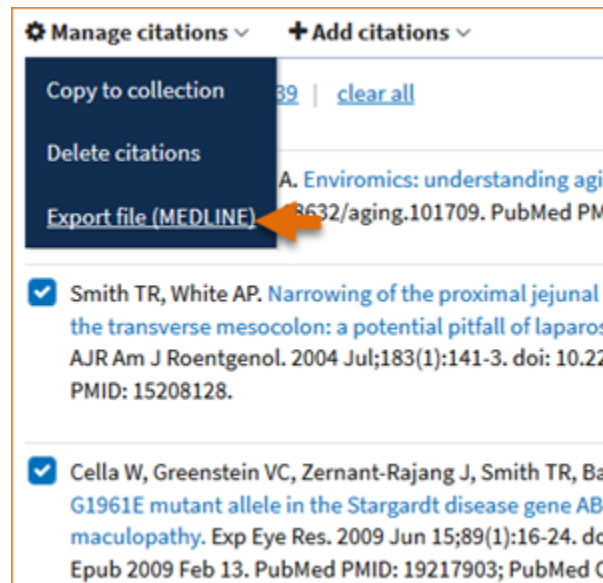 Manage citations Add citations
Copy to collection
39 | clear all
Delete citations
A. Enviromics: understanding agi
Export file (MEDLINE)
8632/aging.101709. PubMed PM
Smith TR, White AP. Narrowing of the proximal jejunal
the transverse mesocolon: a potential pitfall of laparos
AJR Am J Roentgenol. 2004 Jul;183(1):141-3. doi: 10.22
PMID: 15208128.
Cella W, Greenstein VC, Zernant-Rajang J, Smith TR, Ba
G1961E mutant allele in the Stargardt disease gene AB
maculopathy. Exp Eye Res. 2009 Jun 15;89(1):16-24. do
Epub 2009 Feb 13. PubMed PMID: 19217903; PubMed C